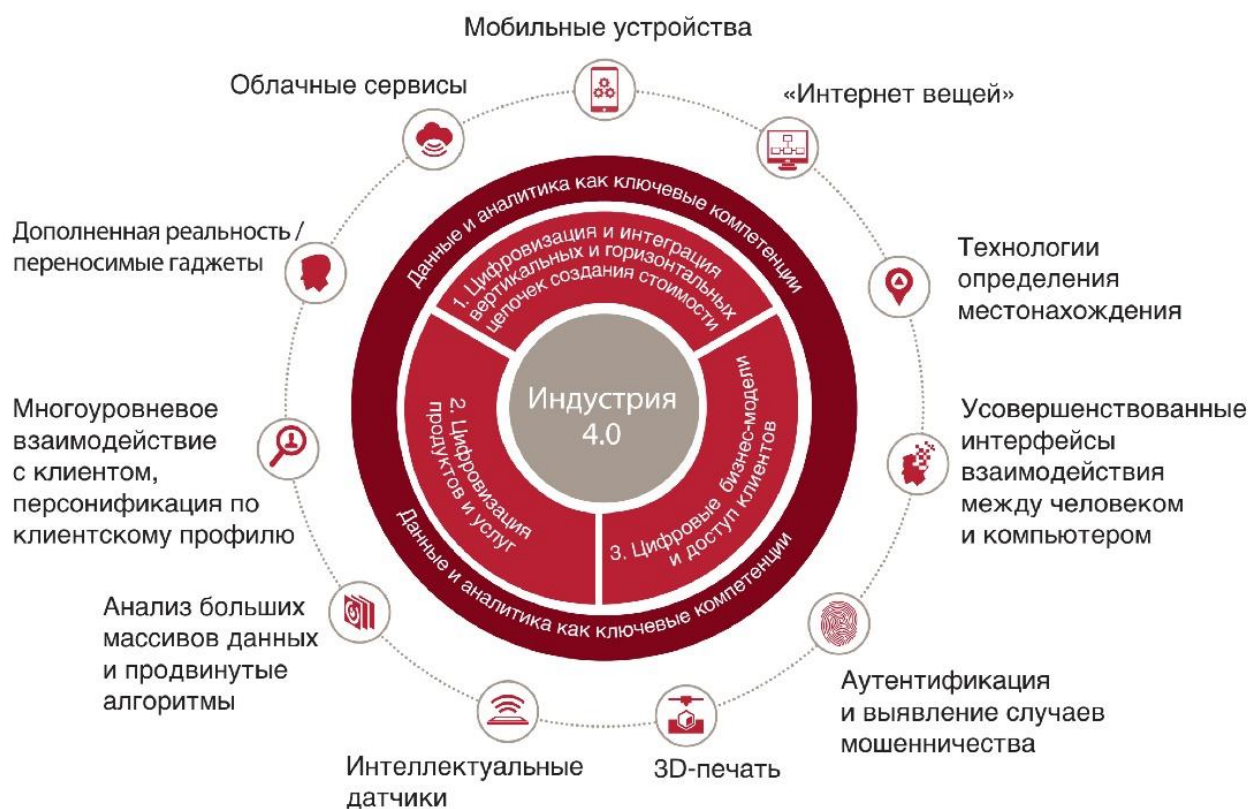 Мобильные устройства
Облачные сервисы
«Интернет вещей»
Дополненная реальность /
переносимые гаджеты
Технологии
определения
местонахождения
Многоуровневое
взаимодействие
с клиентом,
персонификация по
клиентскому профилю
Усовершенствованные
интерфейсы
взаимодействия
между человеком
и компьютером
Анализ больших
массивов данных
и продвинутые
алгоритмы
Аутентификация
и выявление случаев
мошенничества
Интеллектуальные
датчики
3D-печать
Данные и аналитика как ключевые компетенции
1. Цифровизация и интеграция
вертикальных и горизонтальных
цепочек создания стоимости
2. Цифровизация
продуктов и услуг
3. Цифровые бизнес-модели
и доступ клиентов
Индустрия
4.0
Данные и аналитика как ключевые компетенции